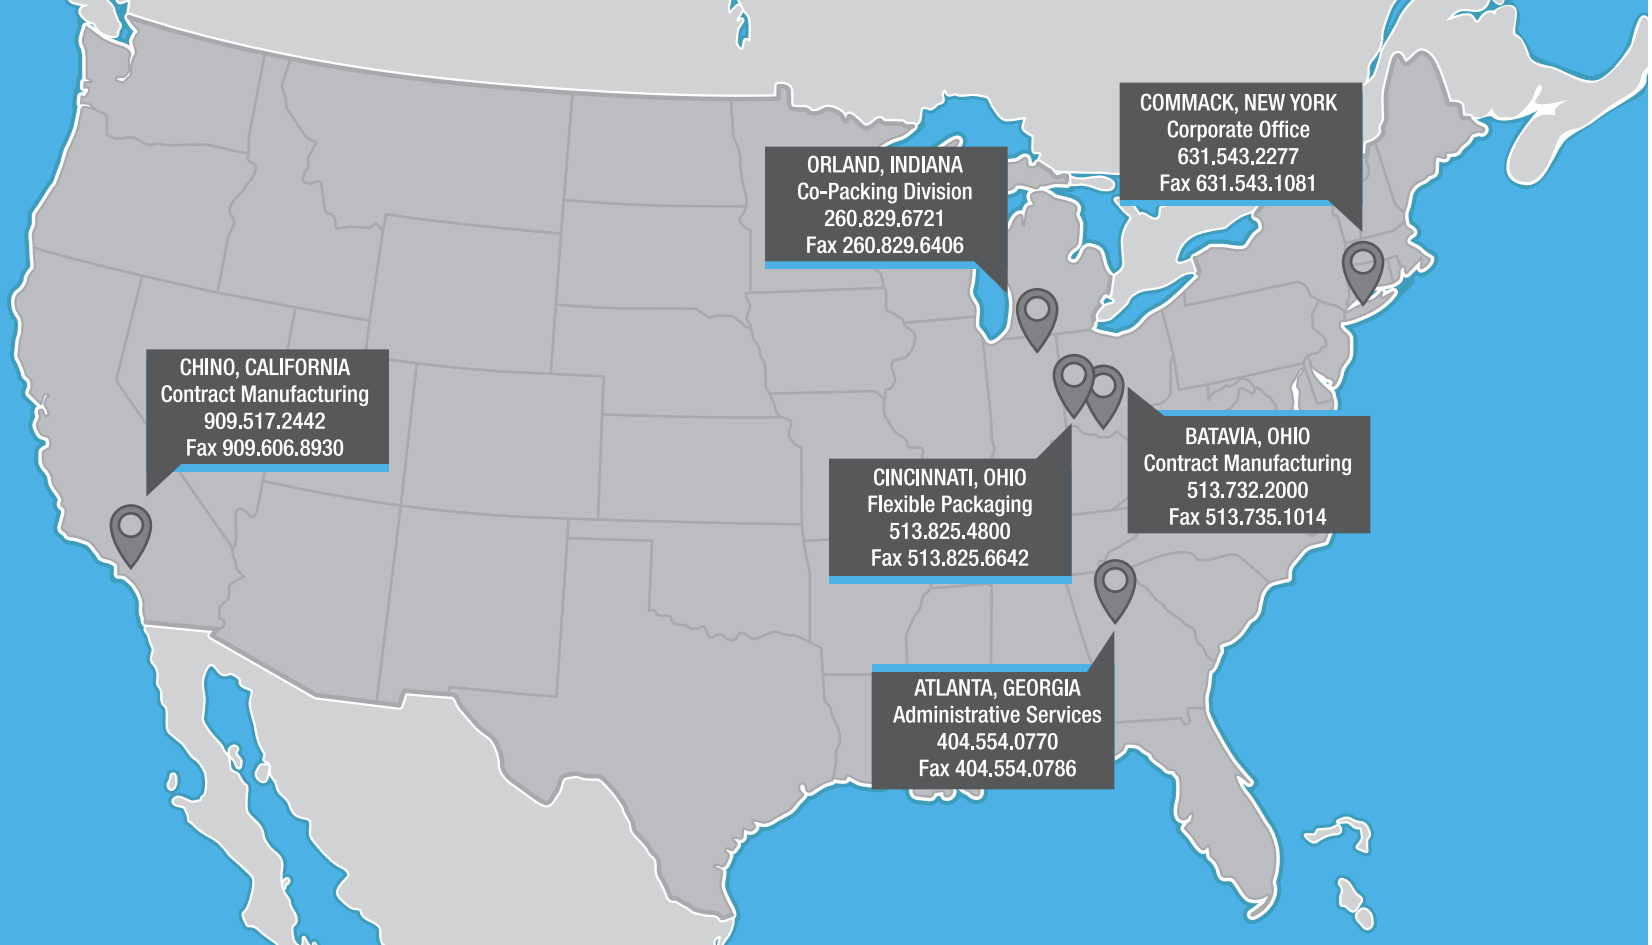 COMMACK, NEW YORK
Corporate Office
631.543.2277
Fax 631.543.1081
ORLAND, INDIANA
Co-Packing Division
260.829.6721
Fax 260.829.6406
CHINO, CALIFORNIA
Contract Manufacturing
909.517.2442
Fax 909.606.8930
BATAVIA, OHIO
Contract Manufacturing
513.732.2000
Fax 513.735.1014
CINCINNATI, OHIO
Flexible Packaging
513.825.4800
Fax 513.825.6642
ATLANTA, GEORGIA
Administrative Services
404.554.0770
Fax 404.554.0786